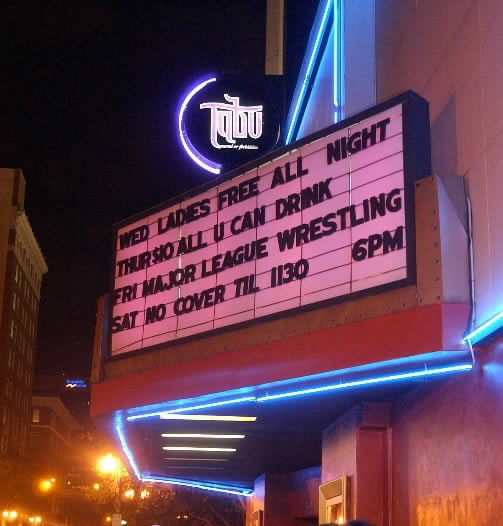 Tabu
WED LADIES FREE ALL NIGHT
THUR $10 ALL U CAN DRINK
FRI MAJOR LEAGUE WRESTLING
SAT NO COVER TIL 1130 6PM